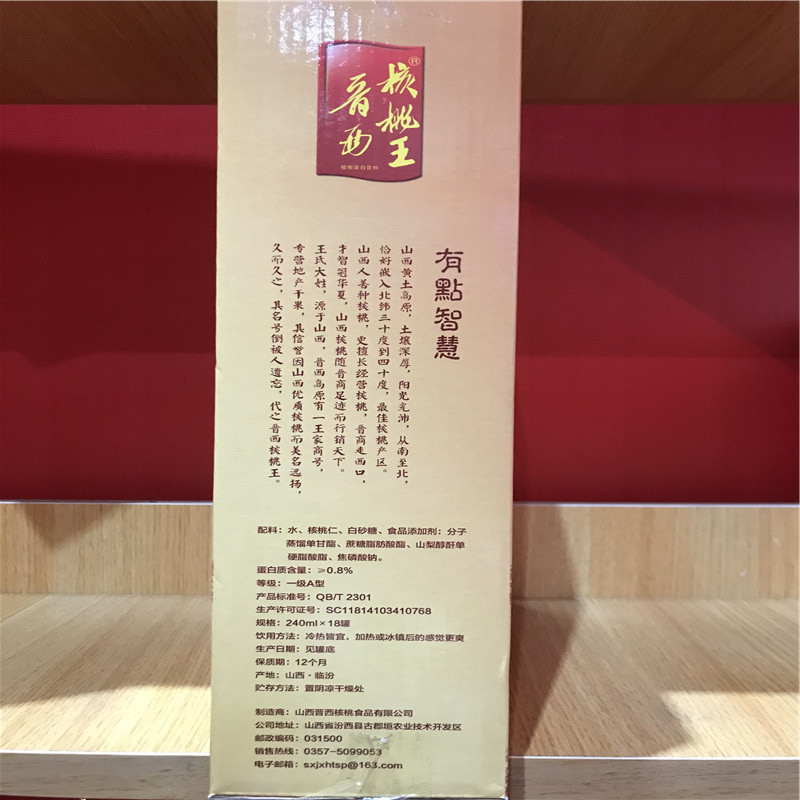 核桃王
晋西
植物蛋白饮料
有點智慧
山西黄土高原，土壤深厚，阳光充沛，从南至北，
恰好嵌入北纬三十度到四十度，最佳核桃产区。
山西人善种核桃，更擅长经营核桃，晋商走西口，
才智冠华夏，山西核桃随晋商足迹而行销天下。
王氏大姓，源于山西，晋西高原有一王家商号，
专营地产干果，其信誉因山西优质核桃而美名远扬，
久而久之，其名号倒被人遗忘，代之晋西核桃王。
配料：水、核桃仁、白砂糖、食品添加剂：分子
蒸馏单甘酯、蔗糖脂肪酸酯、山梨醇酐单
硬脂酸酯、焦磷酸钠。
蛋白质含量：≥0.8%
等级：一级A型
产品标准号：QB/T 2301
生产许可证号：SC11814103410768
规格：240ml×18罐
饮用方法：冷热皆宜，加热或冰镇后的感觉更爽
生产日期：见罐底
保质期：12个月
产地：山西·临汾
贮存方法：置阴凉干燥处
制造商：山西晋西核桃食品有限公司
公司地址：山西省汾西县古郡垣农业技术开发区
邮政编码：031500
销售热线：0357-5099053
电子邮箱：sxjxhtsp@163.com